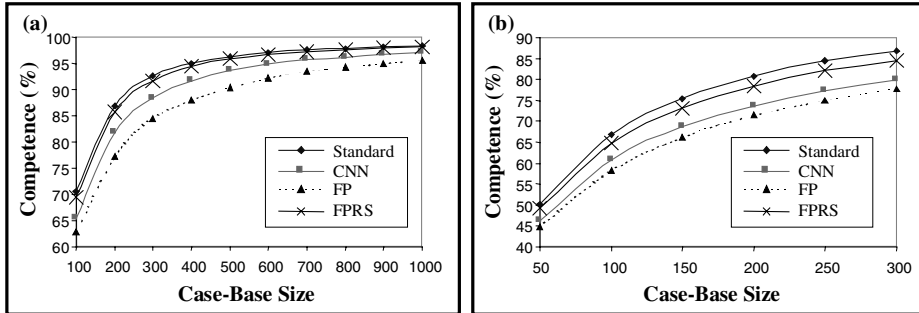 (a)
Competence (%)
100
95
90
85
80
75
70
65
60
Standard
CNN
FP
FPRS
100 200 300 400 500 600 700 800 900 1000
Case-Base Size
(b)
Competence (%)
90
85
80
75
70
65
60
55
50
45
40
Standard
CNN
FP
FPRS
50 100 150 200 250 300
Case-Base Size